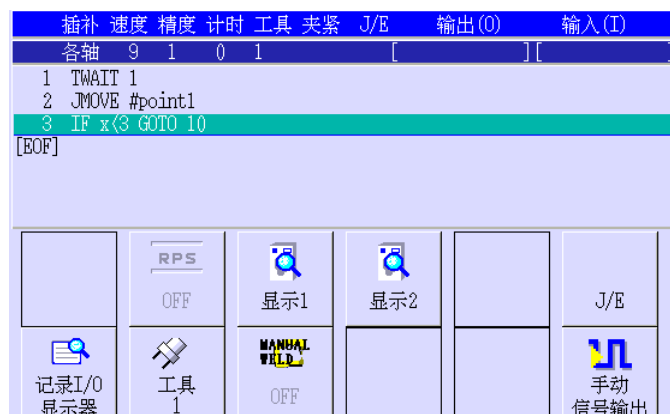 插补 速度 精度 计时 工具 夹紧 J/E 输出(O) 输入(I)
各轴 9 1 0 1 [ ][
1 TWAIT 1
2 JMOVE #point1
3 IF x<3 GOTO 10
[EOF]
RPS
OFF
显示1
显示2
J/E
记录I/O
显示器
工具
1
MANUAL
WELD
OFF
手动
信号输出